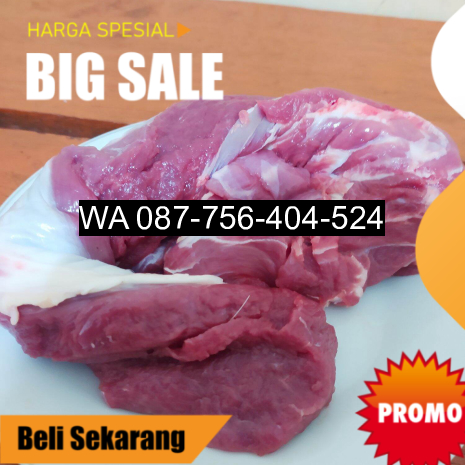 HARGA SPESIAL
BIG SALE
WA 087-756-404-524
PROMO
Beli Sekarang